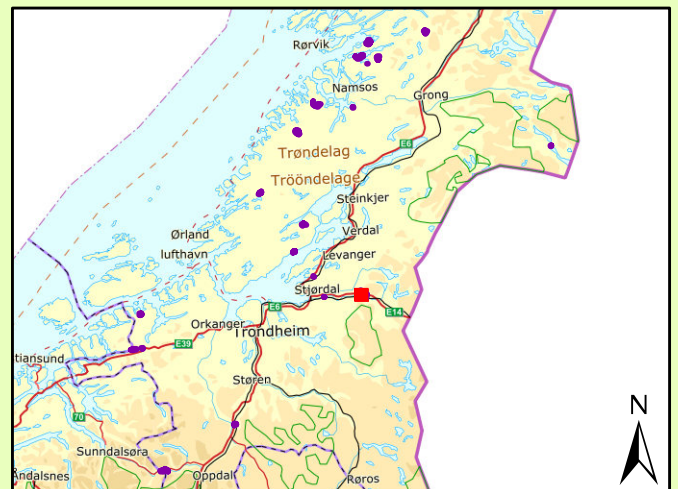 Rørvik
Namsos
Grong
Trøndelag
E6
Trööndelage
Steinkjer
Ørland
lufthavn
Verdal
Levanger
Stjørdal
E6
E14
Orkanger
Trondheim
E39
tiansund
Støren
70
N
Sunndalsøra
Åndalsnes
Oppdal
Røros